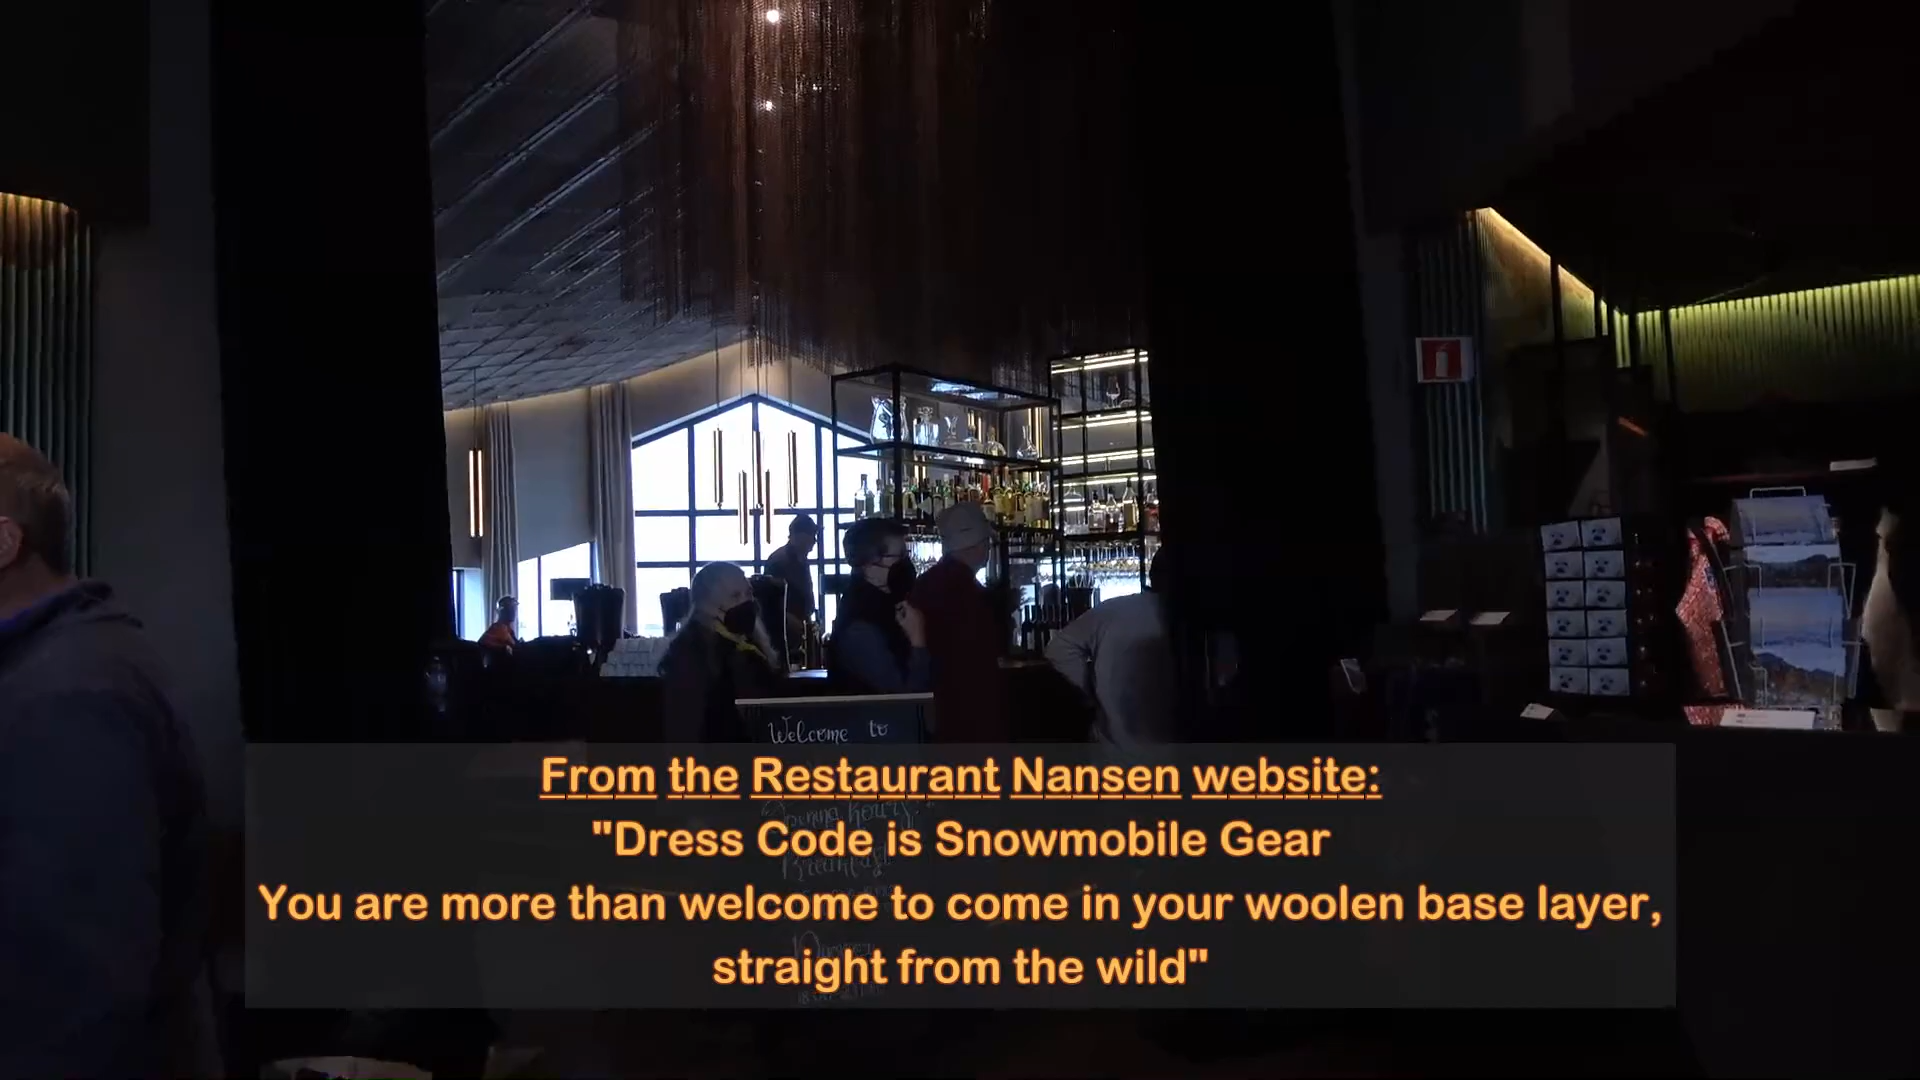 Welcome to
From the Restaurant Nansen website:
"Dress Code is Snowmobile Gear
You are more than welcome to come in your woolen base layer,
straight from the wild"